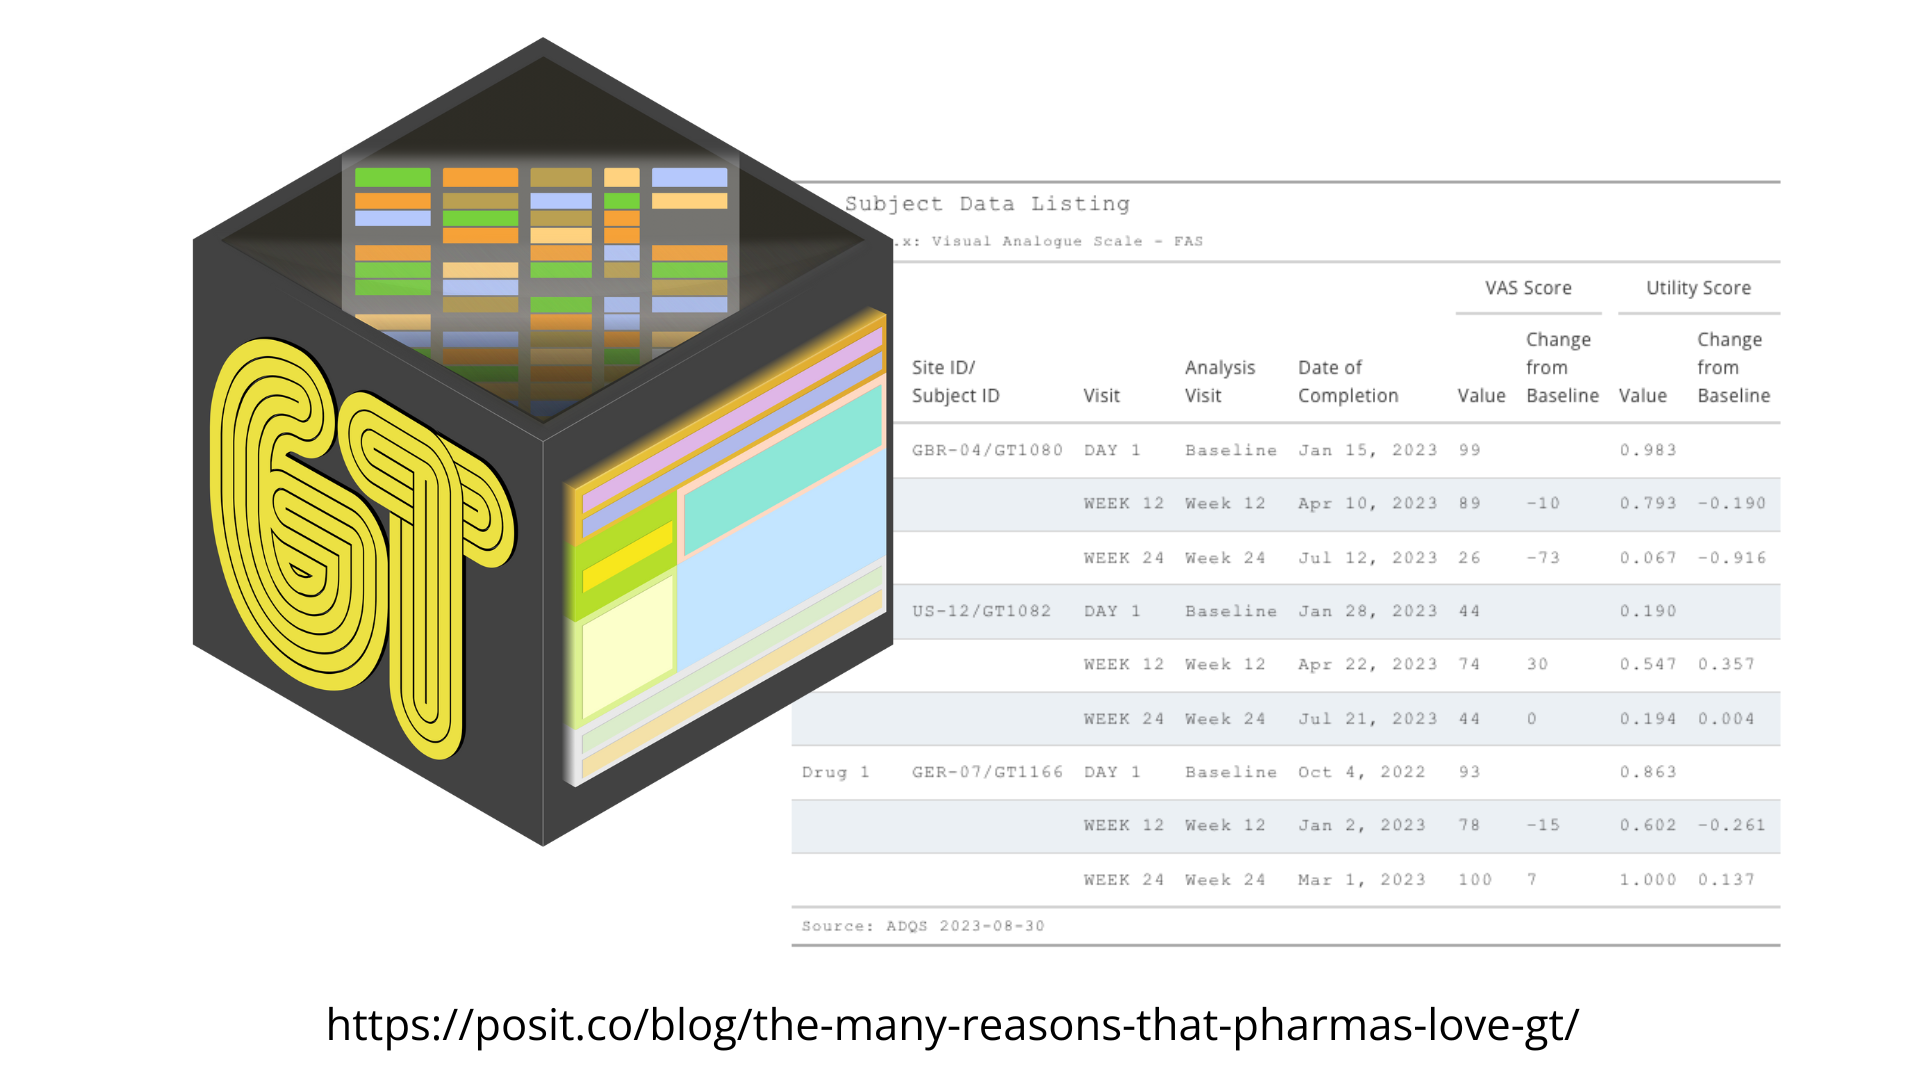 GT
Subject Data Listing
.x: Visual Analogue Scale - FAS
VAS Score Utility Score
Site ID/ Subject ID Visit Analysis Visit Date of Completion Value Change from Baseline Value Change from Baseline
GBR-04/GT1080 DAY 1 Baseline Jan 15, 2023 99 0.983
WEEK 12 Week 12 Apr 10, 2023 89 -10 0.793 -0.190
WEEK 24 Week 24 Jul 12, 2023 26 -73 0.067 -0.916
US-12/GT1082 DAY 1 Baseline Jan 28, 2023 44 0.190
WEEK 12 Week 12 Apr 22, 2023 74 30 0.547 0.357
WEEK 24 Week 24 Jul 21, 2023 44 0 0.194 0.004
Drug 1 GER-07/GT1166 DAY 1 Baseline Oct 4, 2022 93 0.863
WEEK 12 Week 12 Jan 2, 2023 78 -15 0.602 -0.261
WEEK 24 Week 24 Mar 1, 2023 100 7 1.000 0.137
Source: ADQS 2023-08-30
https://posit.co/blog/the-many-reasons-that-pharmas-love-gt/